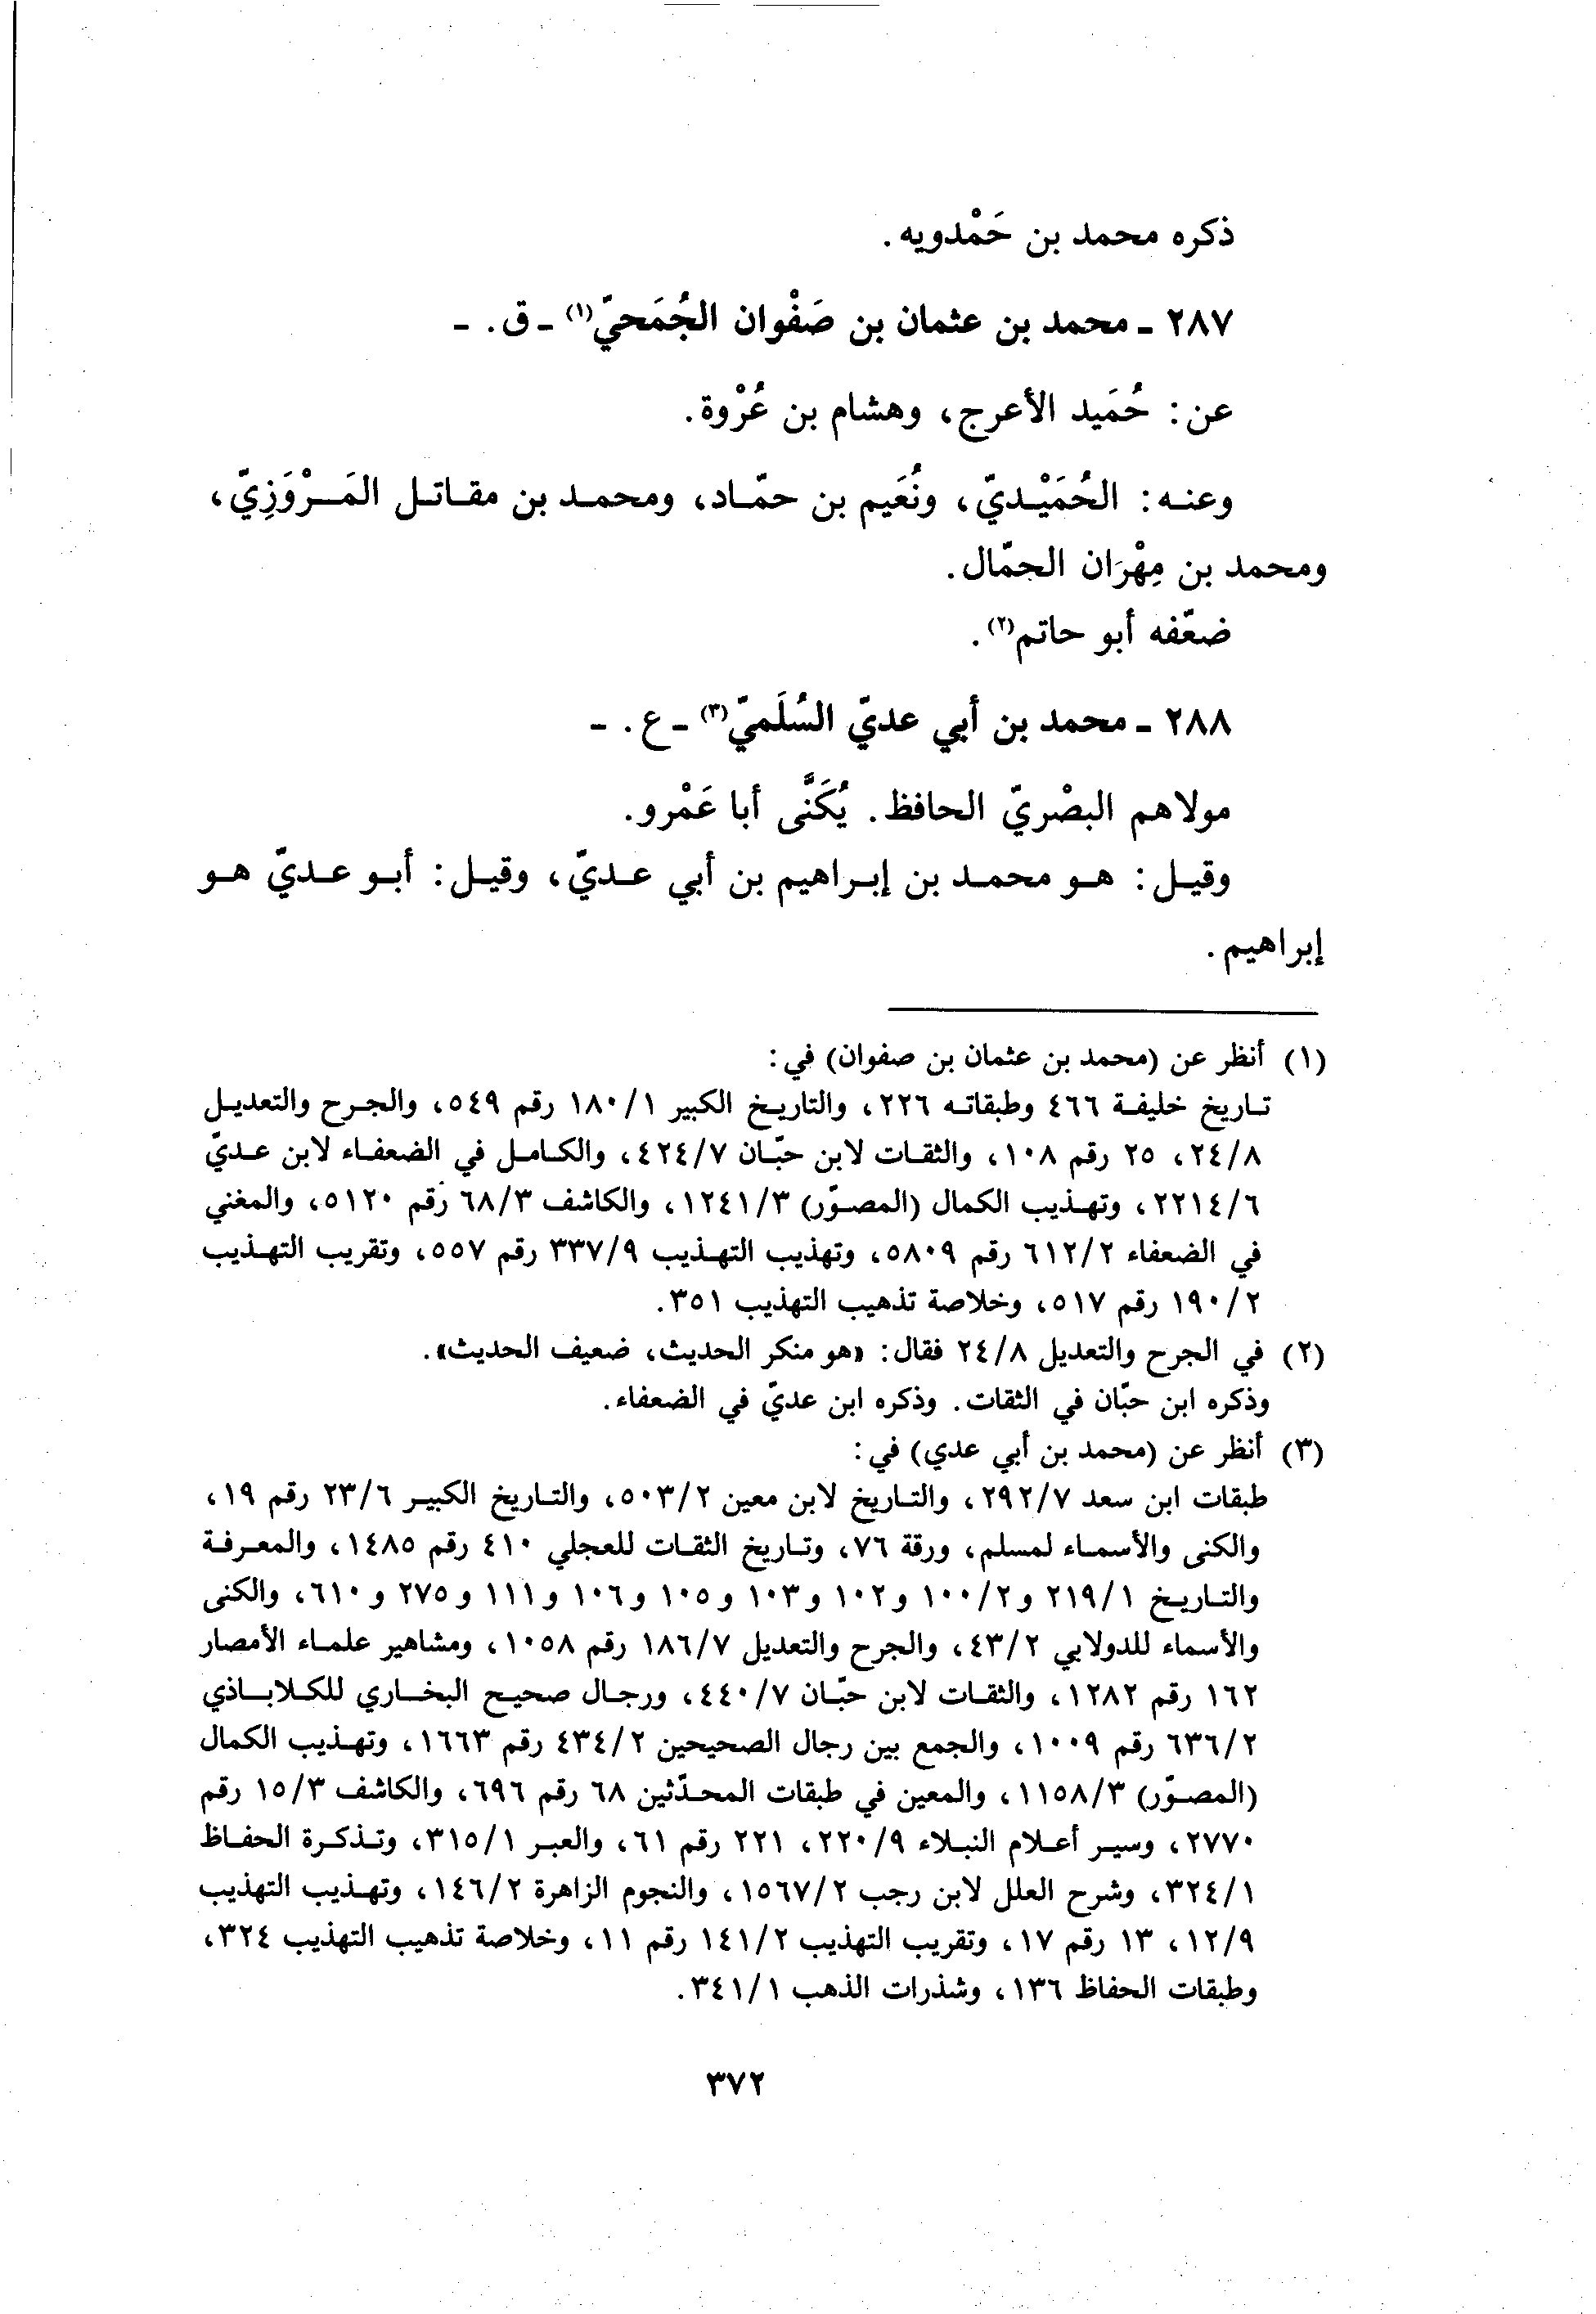 ذكره محمد بن حَمْدويه.
٢٨٧ ـ محمد بن عثمان بن صَفْوان الجُمَحيّ(١) ـ ق. ـ
عن: حُمَيد الأعرج، وهشام بن عُرْوة.
وعنه: الحُمَيْديّ، ونُعَيم بن حمّاد، ومحمد بن مقاتل المَرْوَزِيّ،
ومحمد بن مِهْرَان الجمّال.
ضعّفه أبو حاتم(٢).
٢٨٨ ـ محمد بن أبي عديّ السُلَميّ(٣) ـ ع. ـ
مولاهم البصْريّ الحافظ. يُكَنَّى أبا عَمْرو.
وقيل: هو محمد بن إبراهيم بن أبي عديّ، وقيل: أبو عديّ هو
إبراهيم.
(١) أنظر عن (محمد بن عثمان بن صفوان) في:
تاريخ خليفة ٤٦٦ وطبقاته ٢٢٦، والتاريخ الكبير ١/١٨٠ رقم ٥٤٩، والجرح والتعديل
٨/٢٤، ٢٥ رقم ١٠٨، والثقات لابن حبّان ٧/٤٢٤، والكامل في الضعفاء لابن عديّ
٦/٢٢١٤، وتهذيب الكمال (المصوّر) ٣/١٢٤١، والكاشف ٣/٦٨ رقم ٥١٢٠، والمغني
في الضعفاء ٢/٦١٢ رقم ٥٨٠٩، وتهذيب التهذيب ٩/٣٣٧ رقم ٥٥٧، وتقريب التهذيب
٢/١٩٠ رقم ٥١٧، وخلاصة تذهيب التهذيب ٣٥١.
(٢) في الجرح والتعديل ٨/٢٤ فقال: «هو منكر الحديث، ضعيف الحديث».
وذكره ابن حبّان في الثقات. وذكره ابن عديّ في الضعفاء.
(٣) أنظر عن (محمد بن أبي عدي) في:
طبقات ابن سعد ٧/٢٩٢، والتاريخ لابن معين ٢/٥٠٣، والتاريخ الكبير ٦/٢٣ رقم ١٩،
والكنى والأسماء لمسلم، ورقة ٧٦، وتاريخ الثقات للعجلي ٤١٠ رقم ١٤٨٥، والمعرفة
والتاريخ ١/٢١٩ و٢/١٠٠ و١٠٢ و١٠٣ و١٠٥ و١٠٦ و١١١ و٢٧٥ و٦١٠، والكنى
والأسماء للدولابي ٢/٤٣، والجرح والتعديل ٧/١٨٦ رقم ١٠٥٨، ومشاهير علماء الأمصار
١٦٢ رقم ١٢٨٢، والثقات لابن حبّان ٧/٤٤٠، ورجال صحيح البخاري للكلاباذي
٢/٦٣٦ رقم ١٠٠٩، والجمع بين رجال الصحيحين ٢/٤٣٤ رقم ١٦٦٣، وتهذيب الكمال
(المصوّر) ٣/١١٥٨، والمعين في طبقات المحدّثين ٦٨ رقم ٦٩٦، والكاشف ٣/١٥ رقم
٢٧٧٠، وسير أعلام النبلاء ٩/٢٢٠، ٢٢١ رقم ٦١، والعبر ١/٣١٥، وتذكرة الحفاظ
١/٣٢٤، وشرح العلل لابن رجب ٢/١٥٦٧، والنجوم الزاهرة ٢/١٤٦، وتهذيب التهذيب
٩/١٢، ١٣ رقم ١٧، وتقريب التهذيب ٢/١٤١ رقم ١١، وخلاصة تذهيب التهذيب ٣٢٤،
وطبقات الحفاظ ١٣٦، وشذرات الذهب ١/٣٤١.
٣٧٢